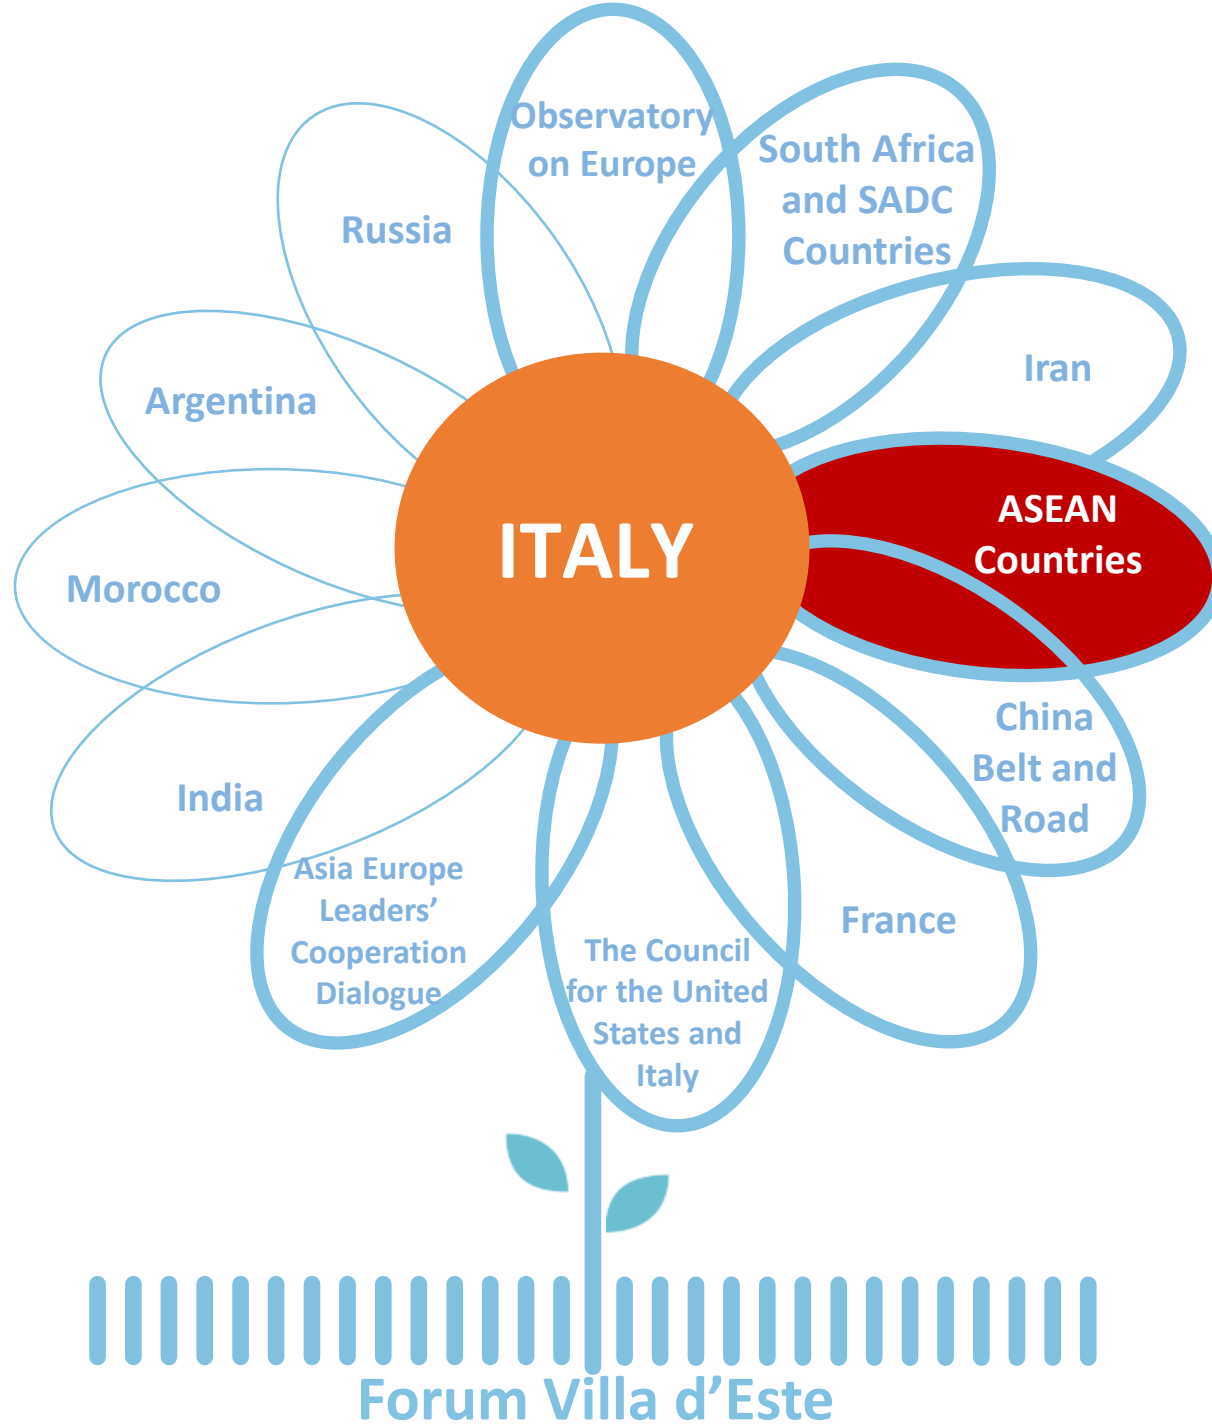 Observatory
on Europe
South Africa
and SADC
Countries
Iran
ASEAN
Countries
China
Belt and
Road
France
The Council
for the United
States and
Italy
Asia Europe
Leaders’
Cooperation
Dialogue
India
Morocco
Argentina
Russia
ITALY
Forum Villa d’Este